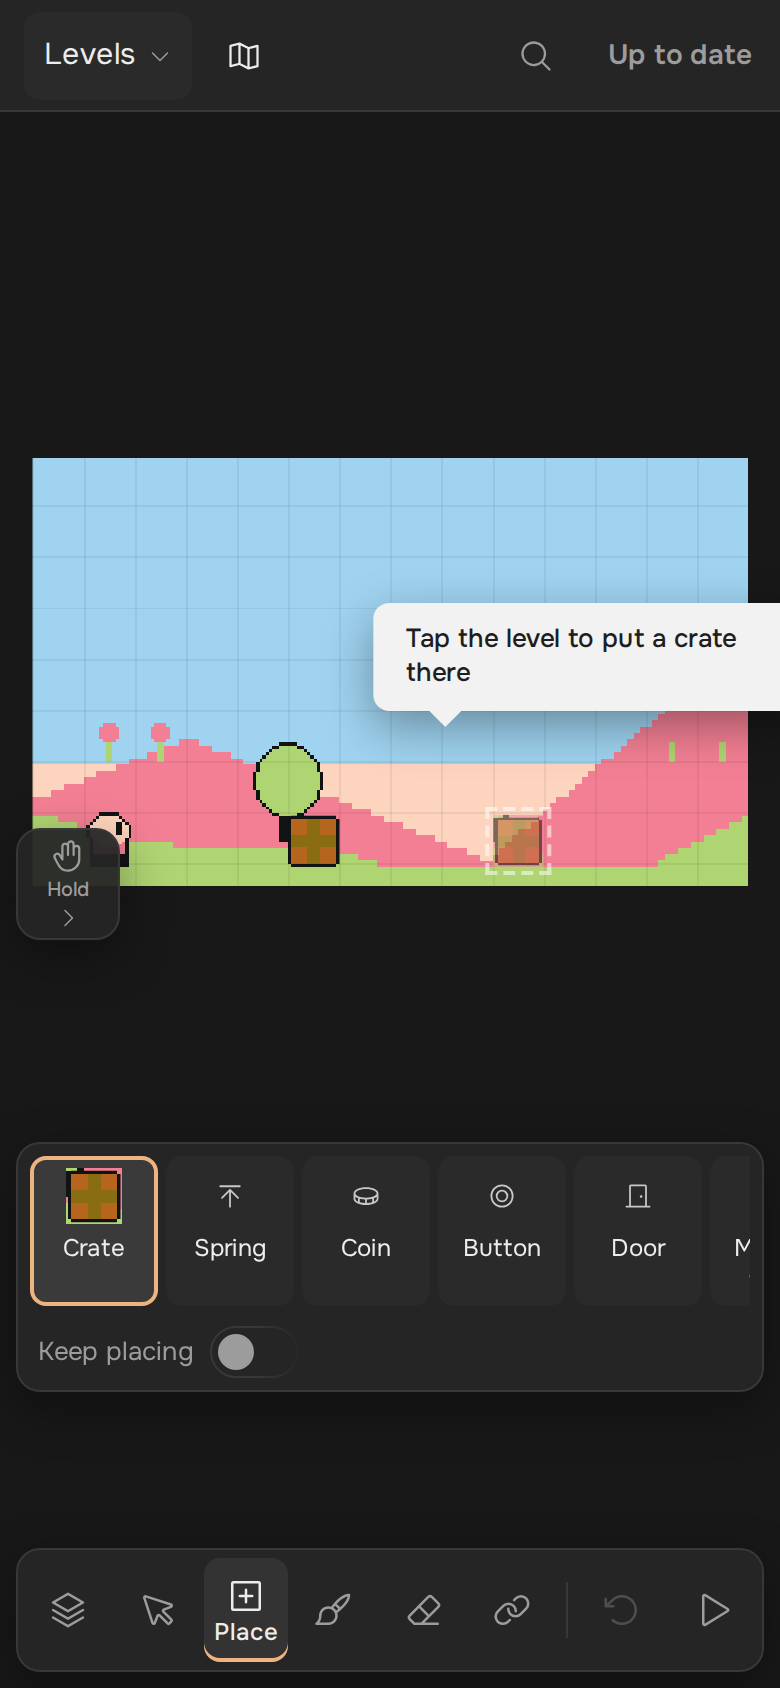 Levels
Up to date
Tap the level to put a crate
there
Hold
Crate
Spring
Coin
Button
Door
Keep placing
Place